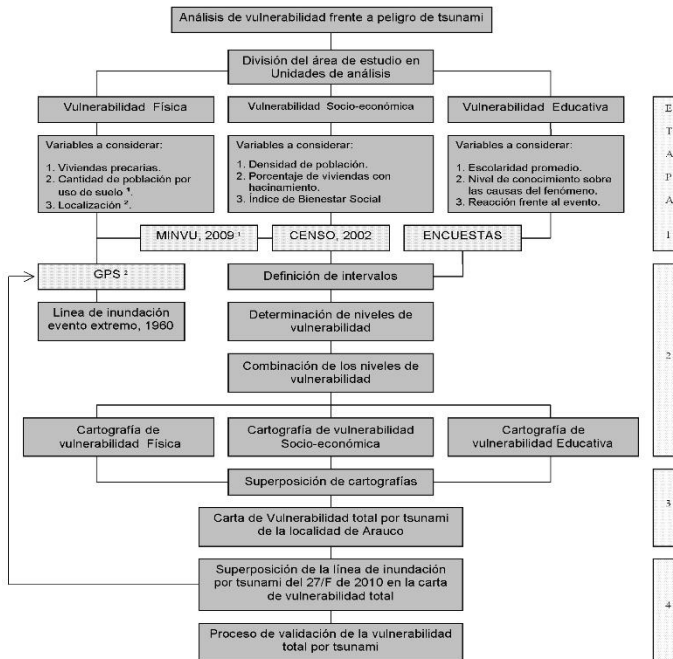 Análisis de vulnerabilidad frente a peligro de tsunami
División del área de estudio en
Unidades de análisis
Vulnerabilidad Física
Vulnerabilidad Socio-económica
Vulnerabilidad Educativa
Variables a considerar:
1. Viviendas precarias.
2. Cantidad de población por
uso de suelo ¹.
3. Localización ².
Variables a considerar:
1. Densidad de población.
2. Porcentaje de viviendas con
hacinamiento.
3. Índice de Bienestar Social
Variables a considerar:
1. Escolaridad promedio.
2. Nivel de conocimiento sobre
las causas del fenómeno.
3. Reacción frente al evento.
E
T
A
P
A
1
MINVU, 2009 ¹
CENSO, 2002
ENCUESTAS
GPS ²
Definición de intervalos
Línea de inundación
evento extremo, 1960
Determinación de niveles de
vulnerabilidad
Combinación de los niveles de
vulnerabilidad
2
Cartografía de
vulnerabilidad Física
Cartografía de vulnerabilidad
Socio-económica
Cartografía de
vulnerabilidad Educativa
Superposición de cartografías
Carta de Vulnerabilidad total por tsunami
de la localidad de Arauco
3
Superposición de la línea de inundación
por tsunami del 27/F de 2010 en la carta
de vulnerabilidad total
4
Proceso de validación de la vulnerabilidad
total por tsunami